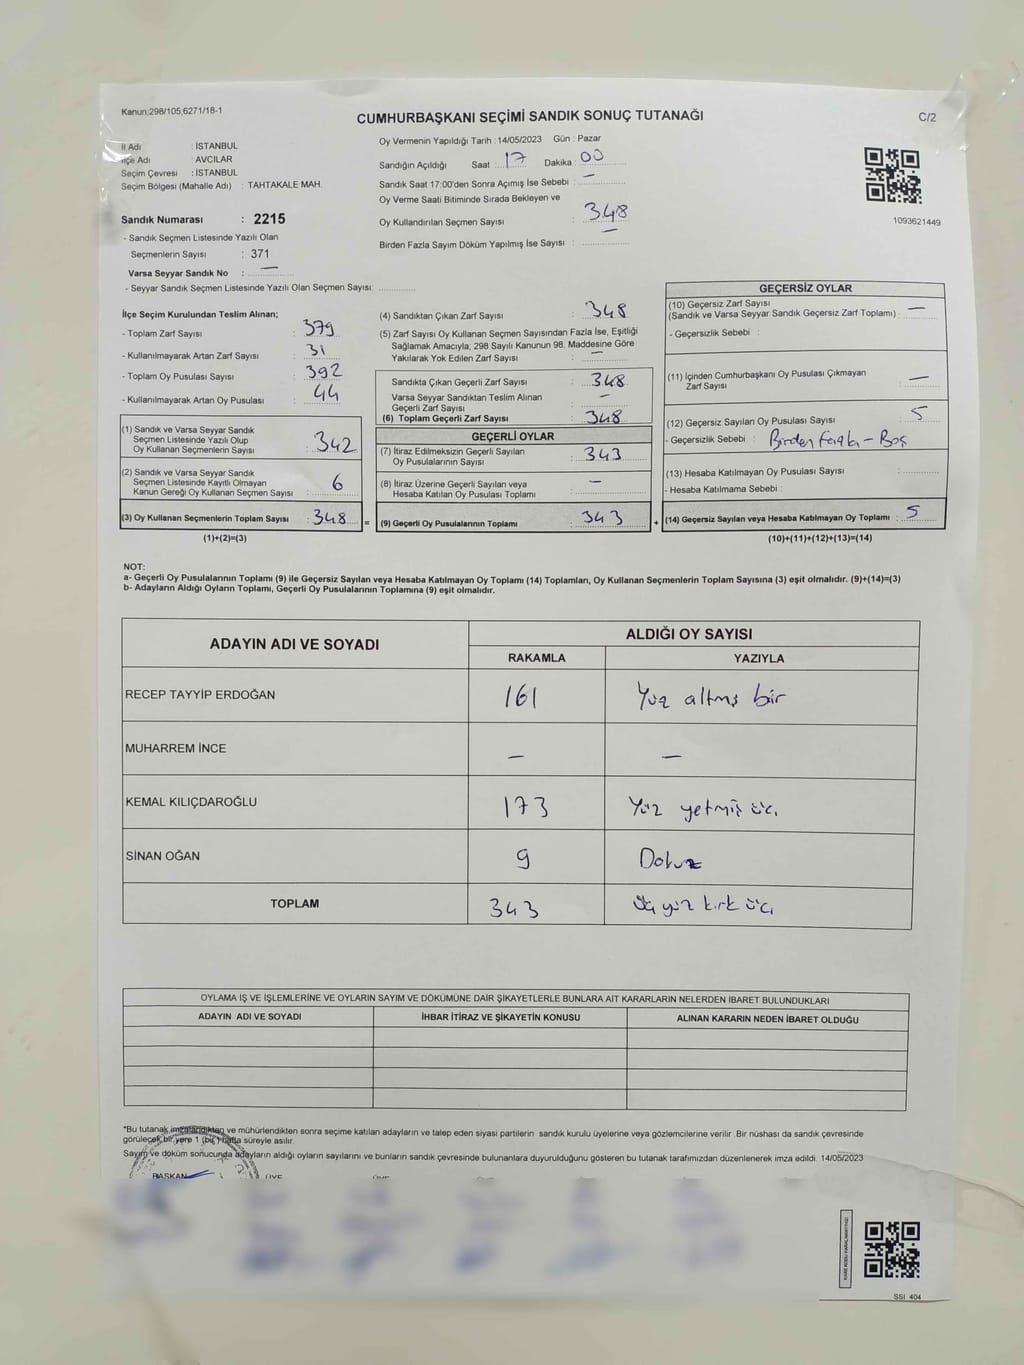 Kanun:298/105,6271/18-1
CUMHURBAŞKANI SEÇİMİ SANDIK SONUÇ TUTANAĞI
C/2
İl Adı : İSTANBUL
İlçe Adı : AVCILAR
Seçim Çevresi : İSTANBUL
Seçim Bölgesi (Mahalle Adı) : TAHTAKALE MAH.
Sandık Numarası : 2215
- Sandık Seçmen Listesinde Yazılı Olan
Seçmenlerin Sayısı : 371
Varsa Seyyar Sandık No : —
- Seyyar Sandık Seçmen Listesinde Yazılı Olan Seçmen Sayısı:
Oy Vermenin Yapıldığı Tarih : 14/05/2023 Gün : Pazar
Sandığın Açıldığı Saat : 17 Dakika : 00
Sandık Saat 17:00'den Sonra Açımış İse Sebebi : —
Oy Verme Saati Bitiminde Sırada Bekleyen ve
Oy Kullandırılan Seçmen Sayısı : 348
Birden Fazla Sayım Döküm Yapılmış İse Sayısı : —
1093621449
İlçe Seçim Kurulundan Teslim Alınan;
- Toplam Zarf Sayısı : 379
- Kullanılmayarak Artan Zarf Sayısı : 31
- Toplam Oy Pusulası Sayısı : 392
- Kullanılmayarak Artan Oy Pusulası : 44
(1) Sandık ve Varsa Seyyar Sandık
Seçmen Listesinde Yazılı Olup
Oy Kullanan Seçmenlerin Sayısı : 342
(2) Sandık ve Varsa Seyyar Sandık
Seçmen Listesinde Kayıtlı Olmayan
Kanun Gereği Oy Kullanan Seçmen Sayısı : 6
(3) Oy Kullanan Seçmenlerin Toplam Sayısı : 348
(1)+(2)=(3)
=
(4) Sandıktan Çıkan Zarf Sayısı : 348
(5) Zarf Sayısı Oy Kullanan Seçmen Sayısından Fazla İse, Eşitliği
Sağlamak Amacıyla; 298 Sayılı Kanunun 98. Maddesine Göre
Yakılarak Yok Edilen Zarf Sayısı : —
Sandıkta Çıkan Geçerli Zarf Sayısı : 348
Varsa Seyyar Sandıktan Teslim Alınan
Geçerli Zarf Sayısı : —
(6) Toplam Geçerli Zarf Sayısı : 348
GEÇERLİ OYLAR
(7) İtiraz Edilmeksizin Geçerli Sayılan
Oy Pusulalarının Sayısı : 343
(8) İtiraz Üzerine Geçerli Sayılan veya
Hesaba Katılan Oy Pusulası Toplamı : —
(9) Geçerli Oy Pusulalarının Toplamı : 343
+
GEÇERSİZ OYLAR
(10) Geçersiz Zarf Sayısı
(Sandık ve Varsa Seyyar Sandık Geçersiz Zarf Toplamı) : —
- Geçersizlik Sebebi :
(11) İçinden Cumhurbaşkanı Oy Pusulası Çıkmayan
Zarf Sayısı : —
(12) Geçersiz Sayılan Oy Pusulası Sayısı : 5
- Geçersizlik Sebebi : Birden Fazla - Boş
(13) Hesaba Katılmayan Oy Pusulası Sayısı :
- Hesaba Katılmama Sebebi :
(14) Geçersiz Sayılan veya Hesaba Katılmayan Oy Toplamı : 5
(10)+(11)+(12)+(13)=(14)
NOT:
a- Geçerli Oy Pusulalarının Toplamı (9) ile Geçersiz Sayılan veya Hesaba Katılmayan Oy Toplamı (14) Toplamları, Oy Kullanan Seçmenlerin Toplam Sayısına (3) eşit olmalıdır. (9)+(14)=(3)
b- Adayların Aldığı Oyların Toplamı, Geçerli Oy Pusulalarının Toplamına (9) eşit olmalıdır.
ADAYIN ADI VE SOYADI
ALDIĞI OY SAYISI
RAKAMLA YAZIYLA
RECEP TAYYİP ERDOĞAN 161 Yüz altmış bir
MUHARREM İNCE — —
KEMAL KILIÇDAROĞLU 173 Yüz yetmiş üç
SİNAN OĞAN 9 Dokuz
TOPLAM 343 Üç yüz kırk üç
OYLAMA İŞ VE İŞLEMLERİNE VE OYLARIN SAYIM VE DÖKÜMÜNE DAİR ŞİKAYETLERLE BUNLARA AİT KARARLARIN NELERDEN İBARET BULUNDUKLARI
ADAYIN ADI VE SOYADI İHBAR İTİRAZ VE ŞİKAYETİN KONUSU ALINAN KARARIN NEDEN İBARET OLDUĞU
*Bu tutanak imzalandıktan ve mühürlendikten sonra seçime katılan adayların ve talep eden siyasi partilerin sandık kurulu üyelerine veya gözlemcilerine verilir .Bir nüshası da sandık çevresinde
görülecek bir yere 1 (bir) hafta süreyle asılır.
Sayım ve döküm sonucunda adayların aldığı oyların sayılarını ve bunların sandık çevresinde bulunanlara duyurulduğunu gösteren bu tutanak tarafımızdan düzenlenerek imza edildi. 14/05/2023
BAŞKAN ÜYE ÜYE
SSI 404